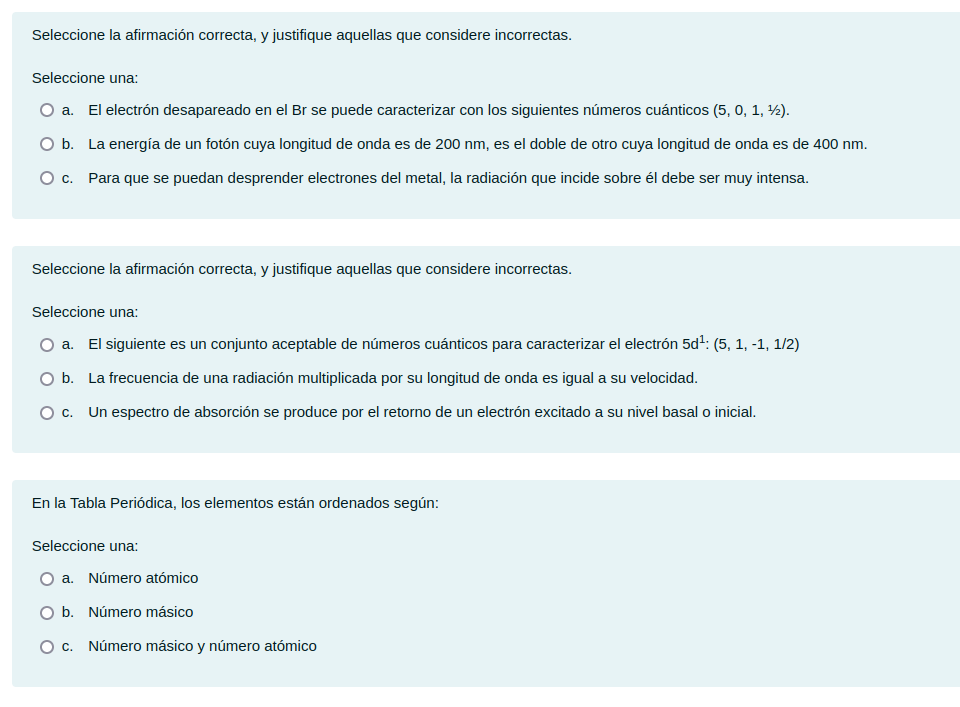 Seleccione la afirmación correcta, y justifique aquellas que considere incorrectas.
Seleccione una:
a. El electrón desapareado en el Br se puede caracterizar con los siguientes números cuánticos (5, 0, 1, ½).
b. La energía de un fotón cuya longitud de onda es de 200 nm, es el doble de otro cuya longitud de onda es de 400 nm.
c. Para que se puedan desprender electrones del metal, la radiación que incide sobre él debe ser muy intensa.
Seleccione la afirmación correcta, y justifique aquellas que considere incorrectas.
Seleccione una:
a. El siguiente es un conjunto aceptable de números cuánticos para caracterizar el electrón 5d¹: (5, 1, -1, 1/2)
b. La frecuencia de una radiación multiplicada por su longitud de onda es igual a su velocidad.
c. Un espectro de absorción se produce por el retorno de un electrón excitado a su nivel basal o inicial.
En la Tabla Periódica, los elementos están ordenados según:
Seleccione una:
a. Número atómico
b. Número másico
c. Número másico y número atómico